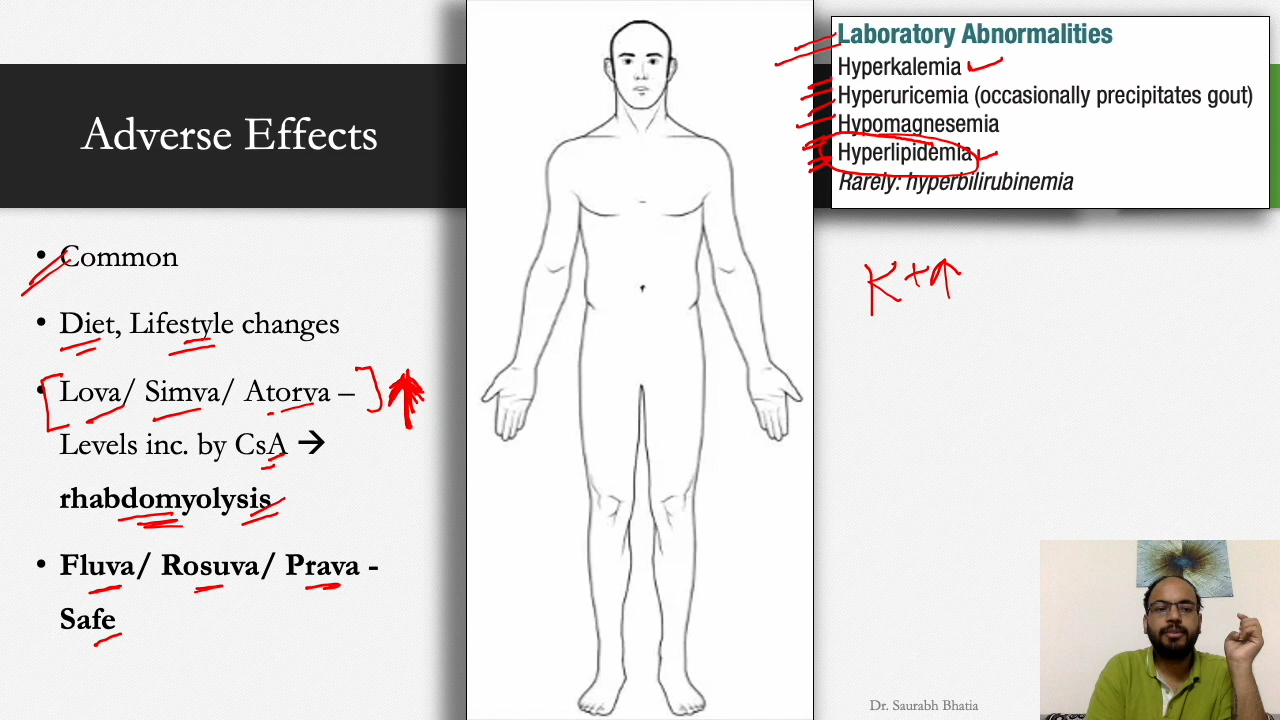 Adverse Effects
• Common
• Diet, Lifestyle changes
• Lova/ Simva/ Atorva –
Levels inc. by CsA →
rhabdomyolysis
• Fluva/ Rosuva/ Prava -
Safe
Laboratory Abnormalities
Hyperkalemia
Hyperuricemia (occasionally precipitates gout)
Hypomagnesemia
Hyperlipidemia
Rarely: hyperbilirubinemia
K+↑
Dr. Saurabh Bhatia